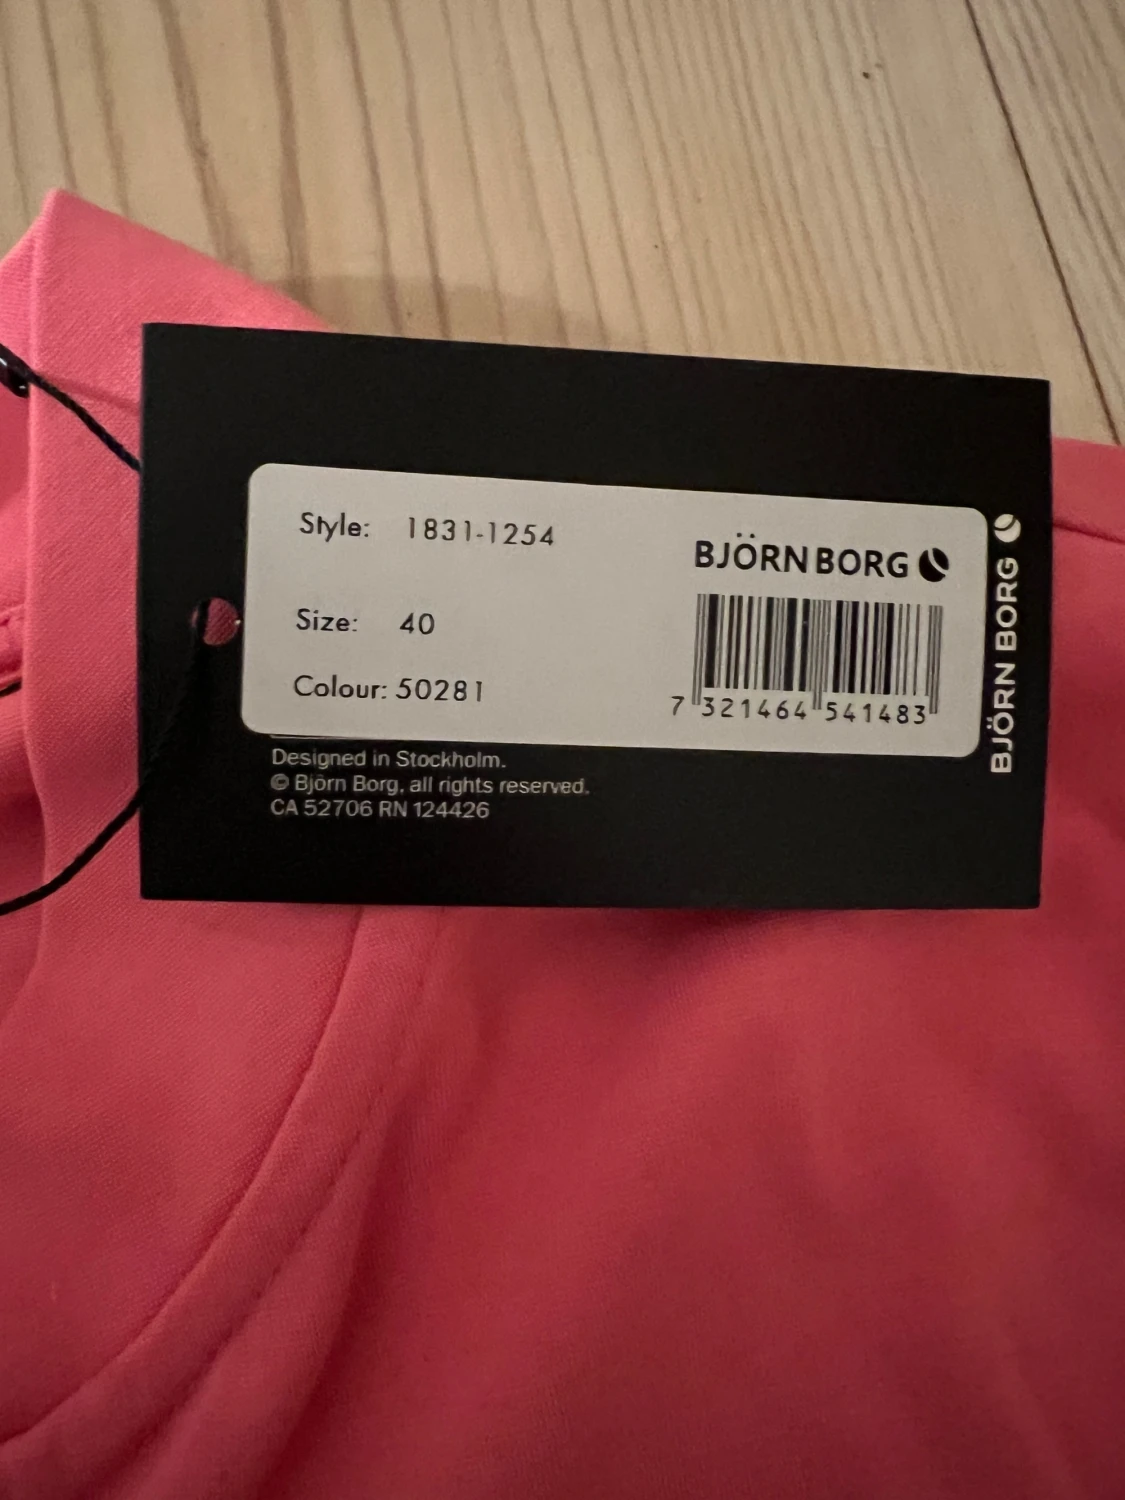 Style: 1831-1254
Size: 40
Colour: 50281
BJÖRN BORG
7 321464 541483
Designed in Stockholm.
© Björn Borg, all rights reserved.
CA 52706 RN 124426
BJÖRN BORG